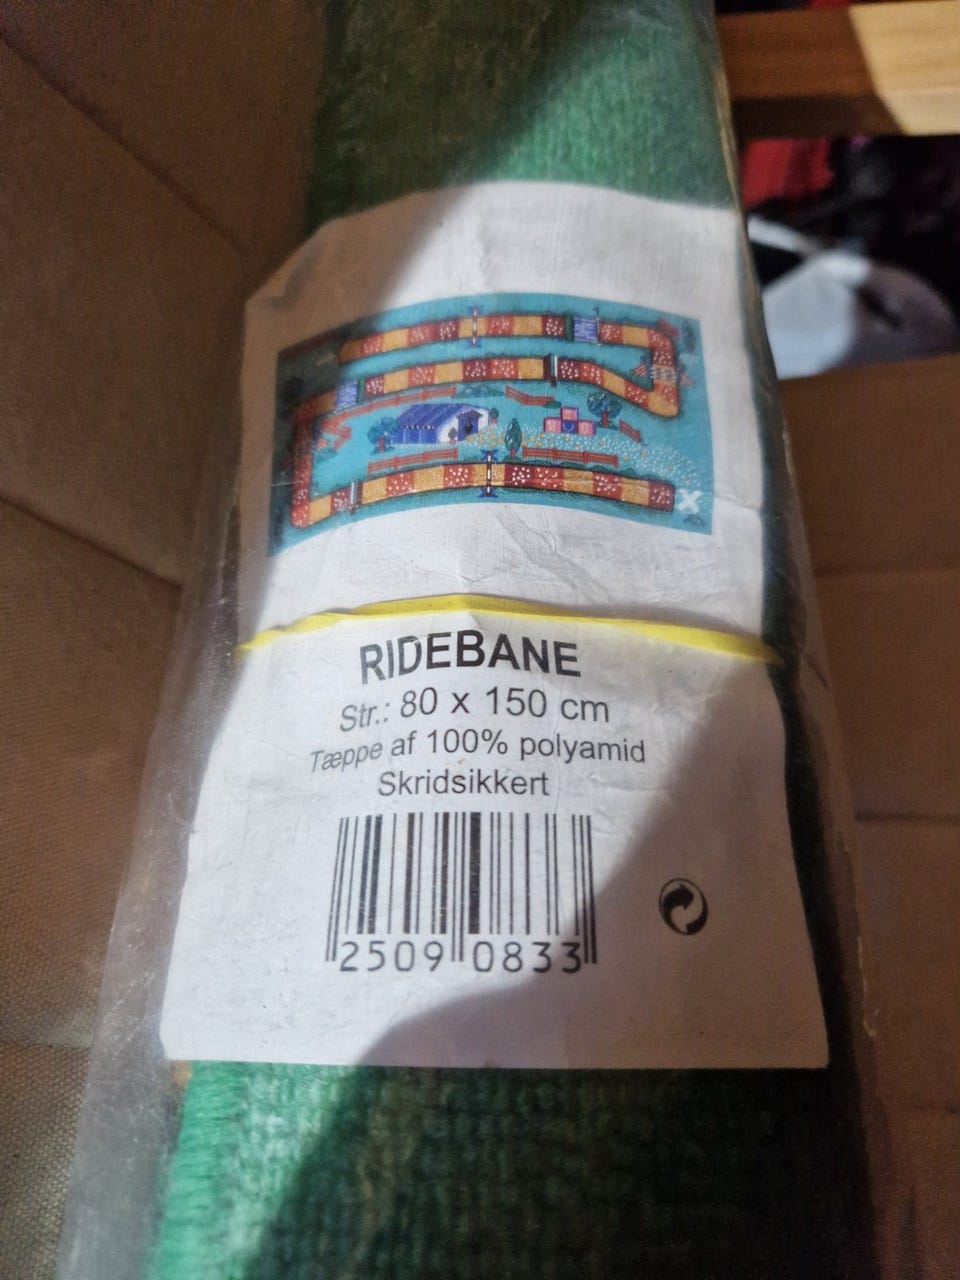 RIDEBANE
Str.: 80 x 150 cm
Tæppe af 100% polyamid
Skridsikkert
2509 0833